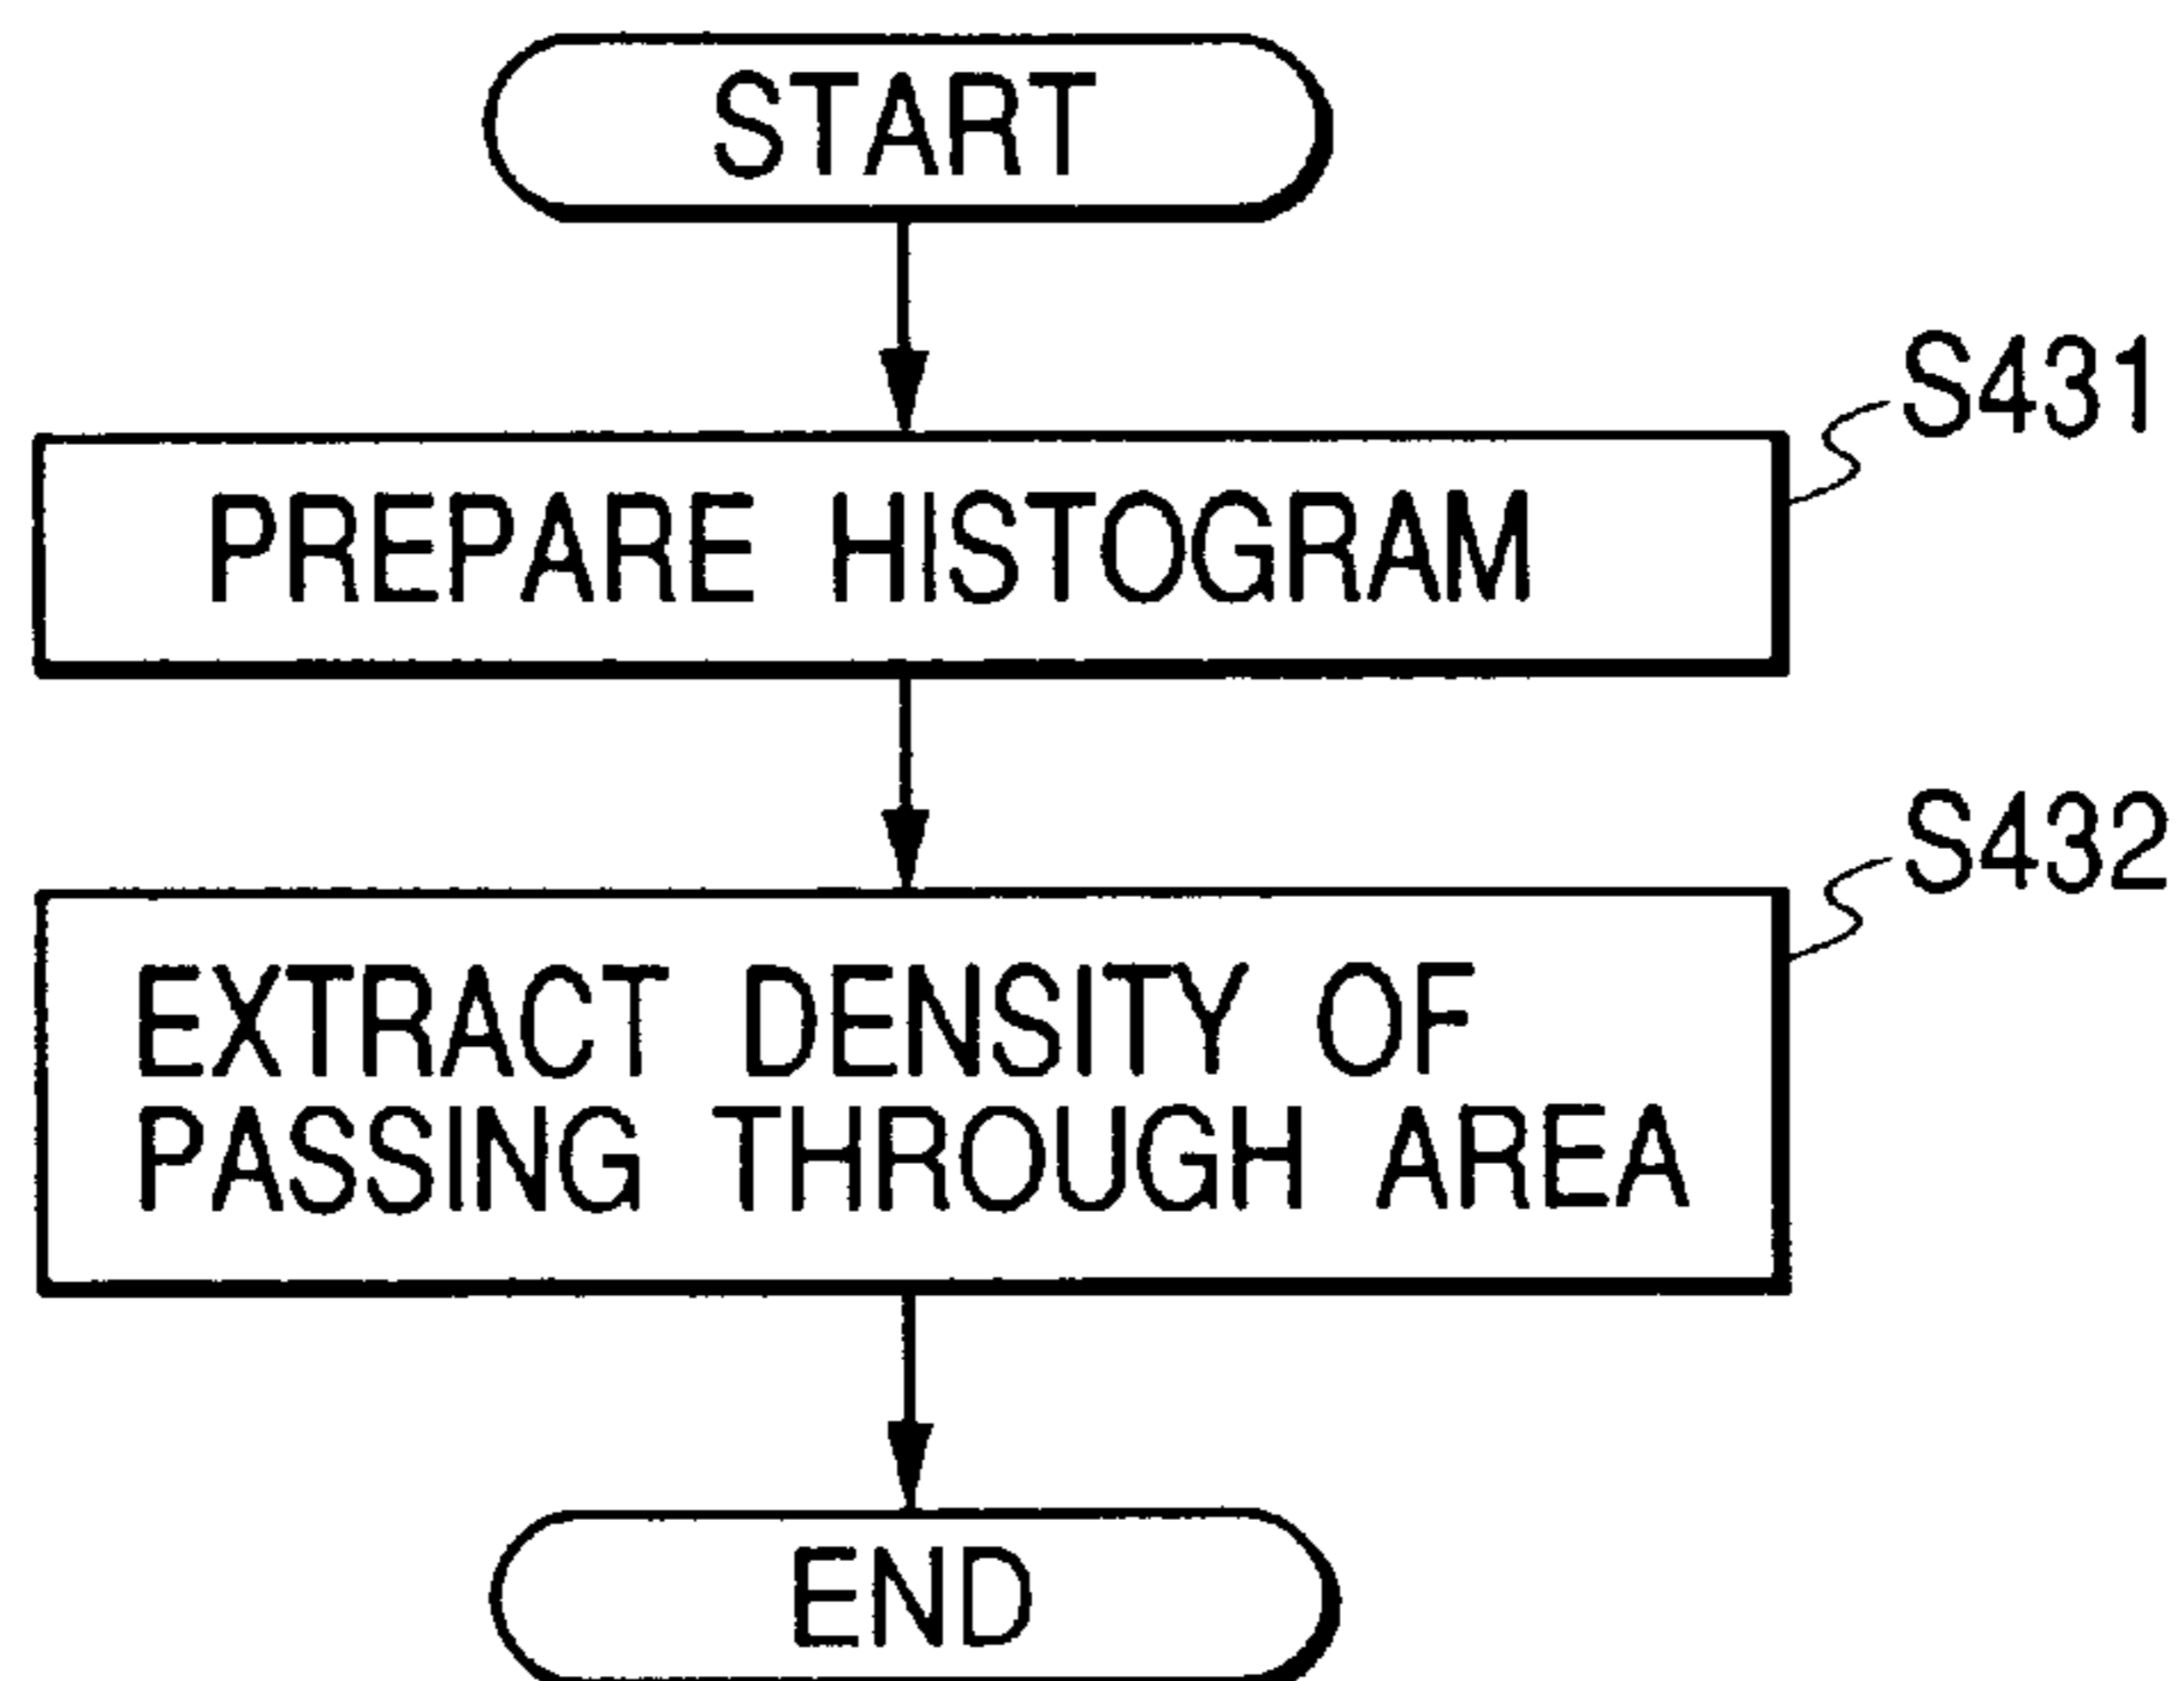 START
S431
PREPARE HISTOGRAM
S432
EXTRACT DENSITY OF
PASSING THROUGH AREA
END